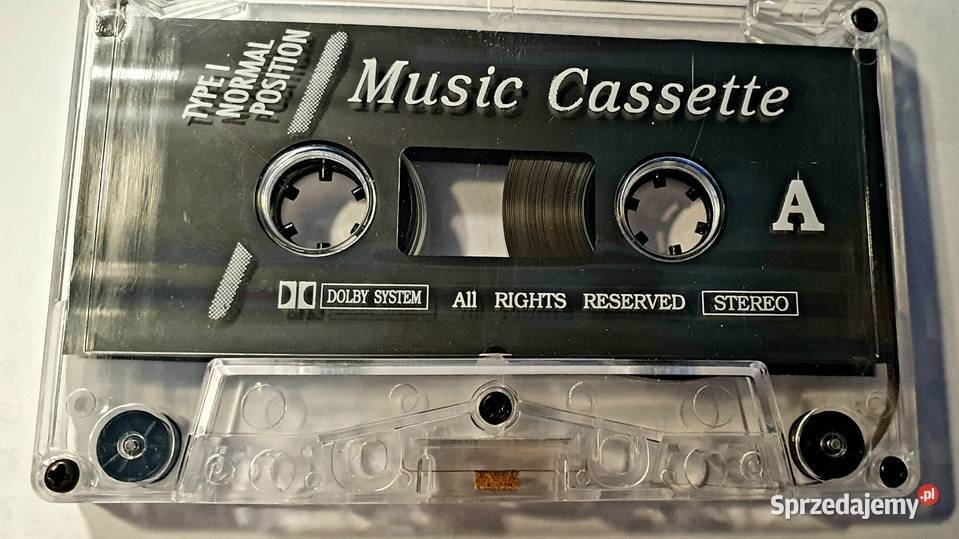 TYPE I
NORMAL
POSITION
Music Cassette
A
DOLBY SYSTEM All RIGHTS RESERVED STEREO
Sprzedajemy.pl